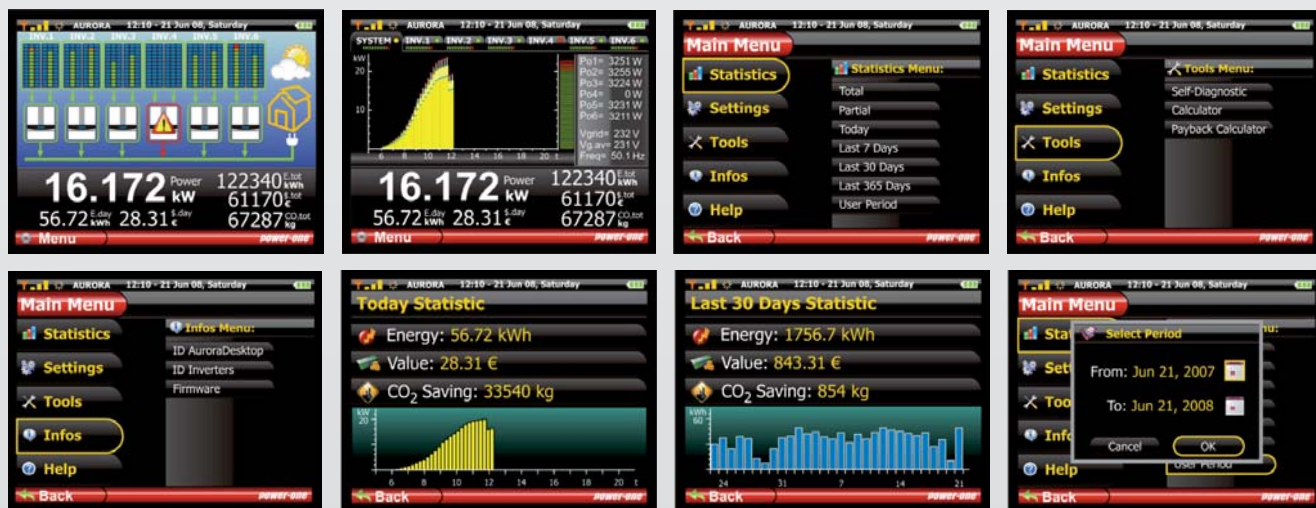 AURORA 12:10 - 21 Jun 08, Saturday
INV.1 INV.2 INV.3 INV.4 INV.5 INV.6
16.172 Power kW
122340 E.tot kWh
61170 $.tot €
56.72 E.day kWh 28.31 $.day €
67287 CO2tot kg
Menu power-one
AURORA 12:10 - 21 Jun 08, Saturday
SYSTEM INV.1 INV.2 INV.3 INV.4 INV.5 INV.6
kW
20
10
6 8 10 12 14 16 18 20 t
Po1= 3251 W
Po2= 3255 W
Po3= 3224 W
Po4= 0 W
Po5= 3231 W
Po6= 3211 W
Vgrid= 232 V
Vg.av= 231 V
Freq= 50.1 Hz
16.172 Power kW
122340 E.tot kWh
61170 $.tot €
56.72 E.day kWh 28.31 $.day €
67287 CO2tot kg
Menu power-one
AURORA 12:10 - 21 Jun 08, Saturday
Main Menu
Statistics
Settings
Tools
Infos
Help
Statistics Menu:
Total
Partial
Today
Last 7 Days
Last 30 Days
Last 365 Days
User Period
Back power-one
AURORA 12:10 - 21 Jun 08, Saturday
Main Menu
Statistics
Settings
Tools
Infos
Help
Tools Menu:
Self-Diagnostic
Calculator
Payback Calculator
Back power-one
AURORA 12:10 - 21 Jun 08, Saturday
Main Menu
Statistics
Settings
Tools
Infos
Help
Infos Menu:
ID AuroraDesktop
ID Inverters
Firmware
Back power-one
AURORA 12:10 - 21 Jun 08, Saturday
Today Statistic
Energy: 56.72 kWh
Value: 28.31 €
CO2 Saving: 33540 kg
kW
20
6 8 10 12 14 16 18 20 t
Back power-one
AURORA 12:10 - 21 Jun 08, Saturday
Last 30 Days Statistic
Energy: 1756.7 kWh
Value: 843.31 €
CO2 Saving: 854 kg
kWh
60
24 31 7 14 21
Back power-one
AURORA 12:10 - 21 Jun 08, Saturday
Main Menu
Stat
Set
Too
Info
Help
nu:
Select Period
From: Jun 21, 2007
To: Jun 21, 2008
Cancel OK
User Period
Back power-one